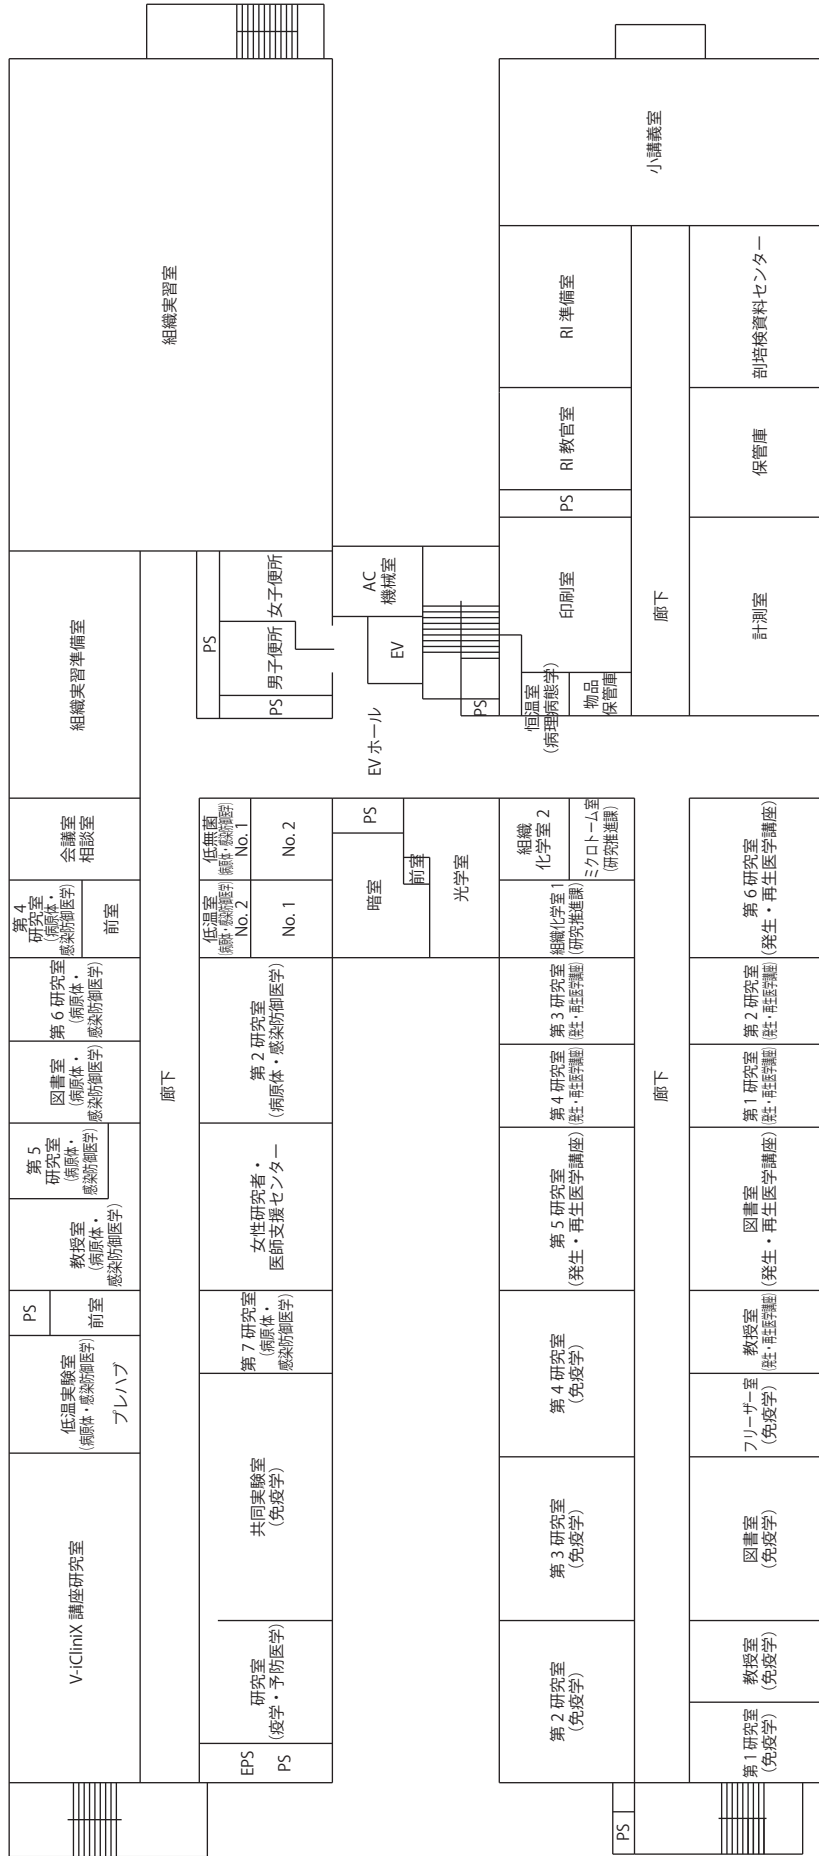 V-iCliniX 講座研究室
低温実験室
(病原体・感染防御医学)
プレハブ
PS
前室
教授室
(病原体・
感染防御医学)
第 5
研究室
(病原体・
感染防御医学)
図書室
(病原体・
感染防御医学)
第 6 研究室
(病原体・
感染防御医学)
第 4
研究室
(病原体・
感染防御医学)
前室
会議室
相談室
組織実習準備室
組織実習室
廊下
EPS
PS
研究室
(疫学・予防医学)
共同実験室
(免疫学)
第 7 研究室
(病原体・
感染防御医学)
女性研究者・
医師支援センター
第 2 研究室
(病原体・感染防御医学)
低温室
(病原体・感染防御医学)
No. 2
No. 1
低無菌
(病原体・感染防御医学)
No. 1
No. 2
PS
PS
男子便所
女子便所
暗室
PS
前室
光学室
EV ホール
EV
AC
機械室
PS
第 2 研究室
(免疫学)
第 3 研究室
(免疫学)
第 4 研究室
(免疫学)
第 5 研究室
(発生・再生医学講座)
第 4 研究室
(発生・再生医学講座)
第 3 研究室
(発生・再生医学講座)
組織化学室 1
(研究推進課)
組織
化学室 2
ミクロトーム室
(研究推進課)
恒温室
(病理病態学)
物品
保管庫
印刷室
PS
RI 教官室
RI 準備室
小講義室
廊下
廊下
PS
第 1 研究室
(免疫学)
教授室
(免疫学)
図書室
(免疫学)
フリーザー室
(免疫学)
教授室
(発生・再生医学講座)
図書室
(発生・再生医学講座)
第 1 研究室
(発生・再生医学講座)
第 2 研究室
(発生・再生医学講座)
第 6 研究室
(発生・再生医学講座)
計測室
保管庫
剖培検資料センター